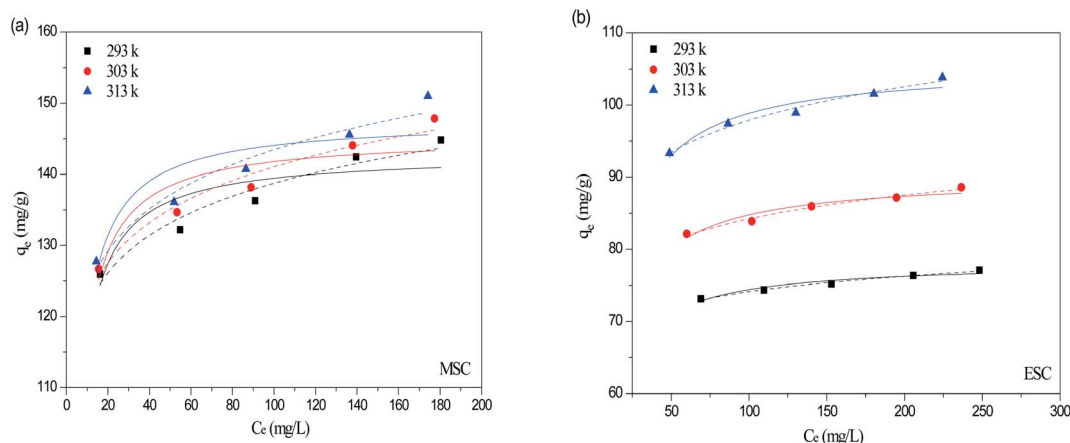 (a)
160
293 k
303 k
313 k
150
140
130
120
110
qe (mg/g)
MSC
0 20 40 60 80 100 120 140 160 180 200
Ce (mg/L)
(b)
110
293 k
303 k
313 k
100
90
80
70
60
qe (mg/g)
ESC
50 100 150 200 250 300
Ce (mg/L)